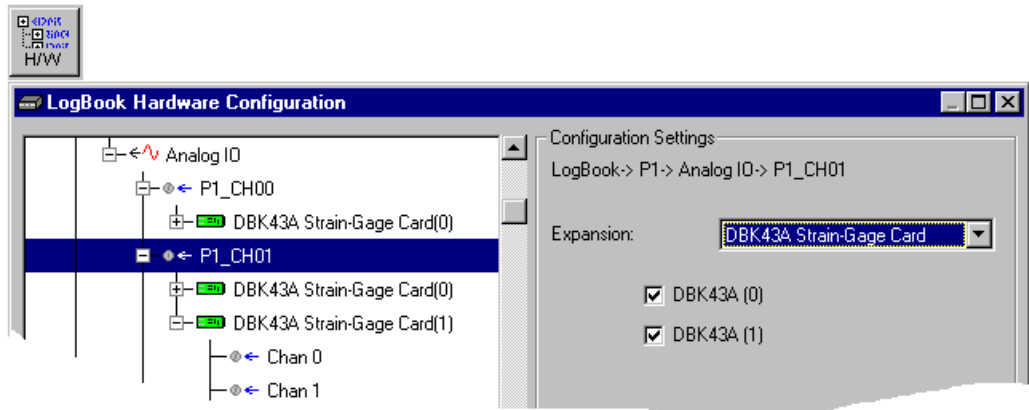 H/W
LogBook Hardware Configuration
Analog IO
P1_CH00
DBK43A Strain-Gage Card(0)
P1_CH01
DBK43A Strain-Gage Card(0)
DBK43A Strain-Gage Card(1)
Chan 0
Chan 1
Configuration Settings
LogBook-> P1-> Analog IO-> P1_CH01
Expansion: DBK43A Strain-Gage Card
DBK43A (0)
DBK43A (1)